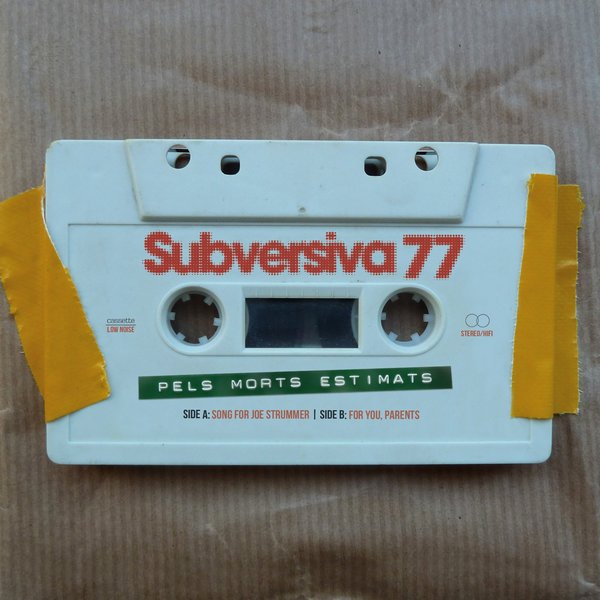 Subversiva 77
cassette
LOW NOISE
STEREO/HIFI
PELS MORTS ESTIMATS
SIDE A: SONG FOR JOE STRUMMER | SIDE B: FOR YOU, PARENTS